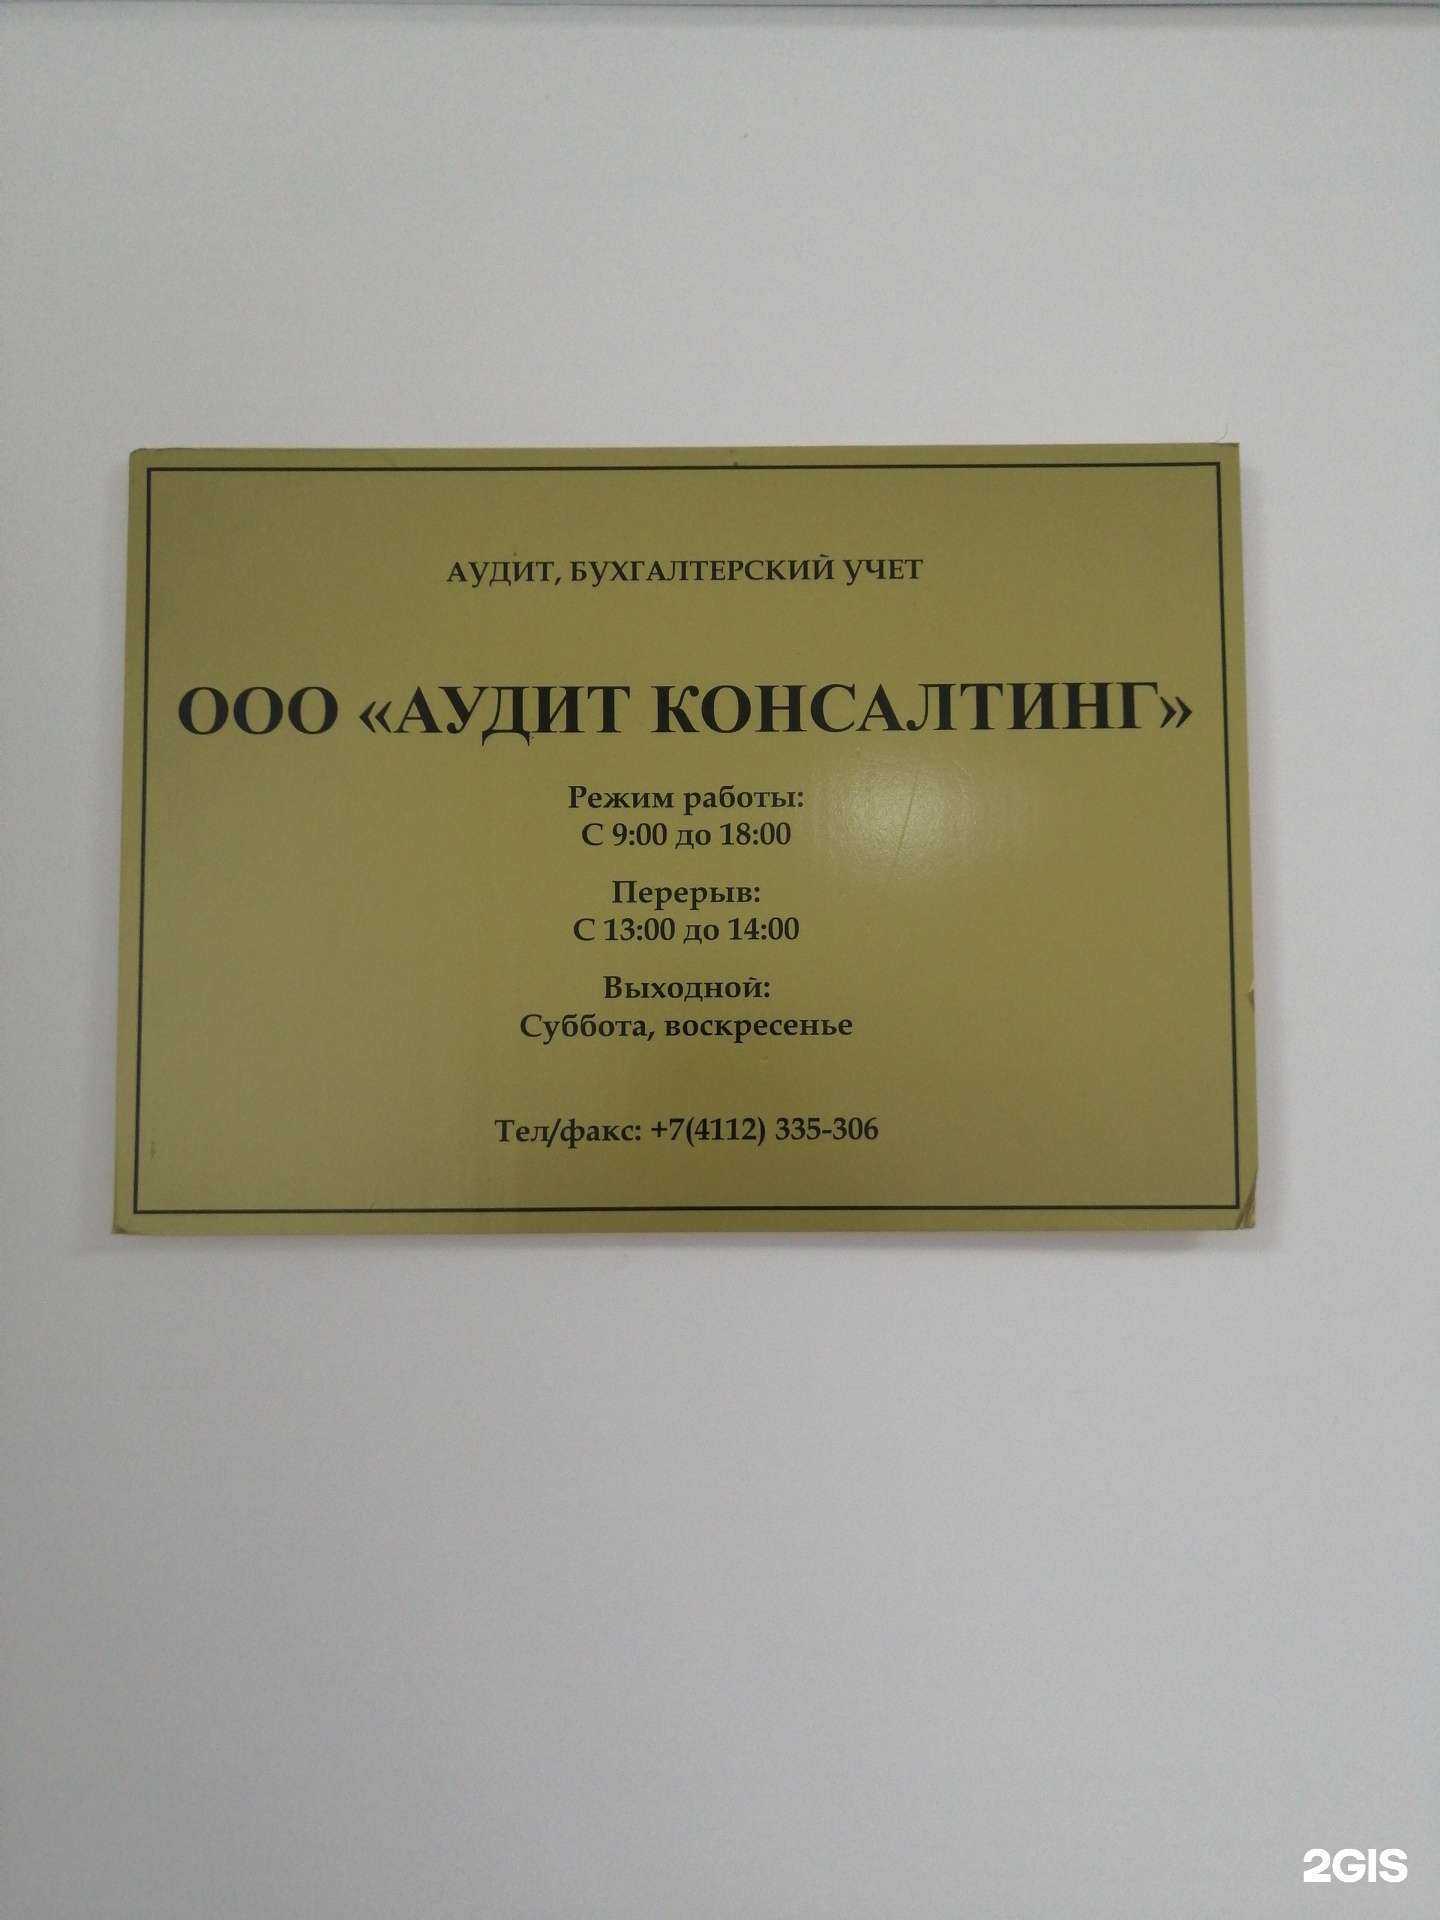 АУДИТ, БУХГАЛТЕРСКИЙ УЧЕТ
ООО «АУДИТ КОНСАЛТИНГ»
Режим работы:
С 9:00 до 18:00
Перерыв:
С 13:00 до 14:00
Выходной:
Суббота, воскресенье
Тел/факс: +7(4112) 335-306
2GIS